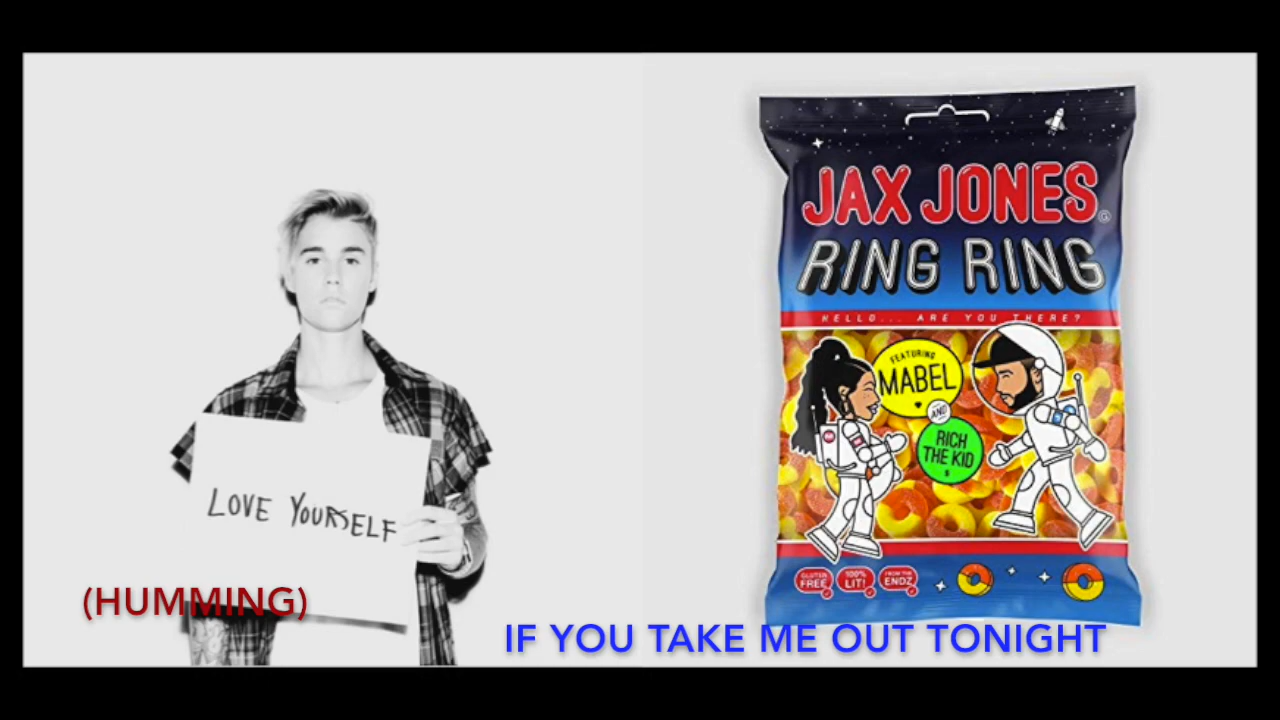 LOVE YOURSELF
(HUMMING)
JAX JONES
RING RING
HELLO... ARE YOU THERE?
FEATURING
MABEL
AND
RICH
THE KID
GLUTEN
FREE
100%
LIT!
FROM THE
ENDZ
IF YOU TAKE ME OUT TONIGHT